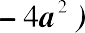 − 4a² )